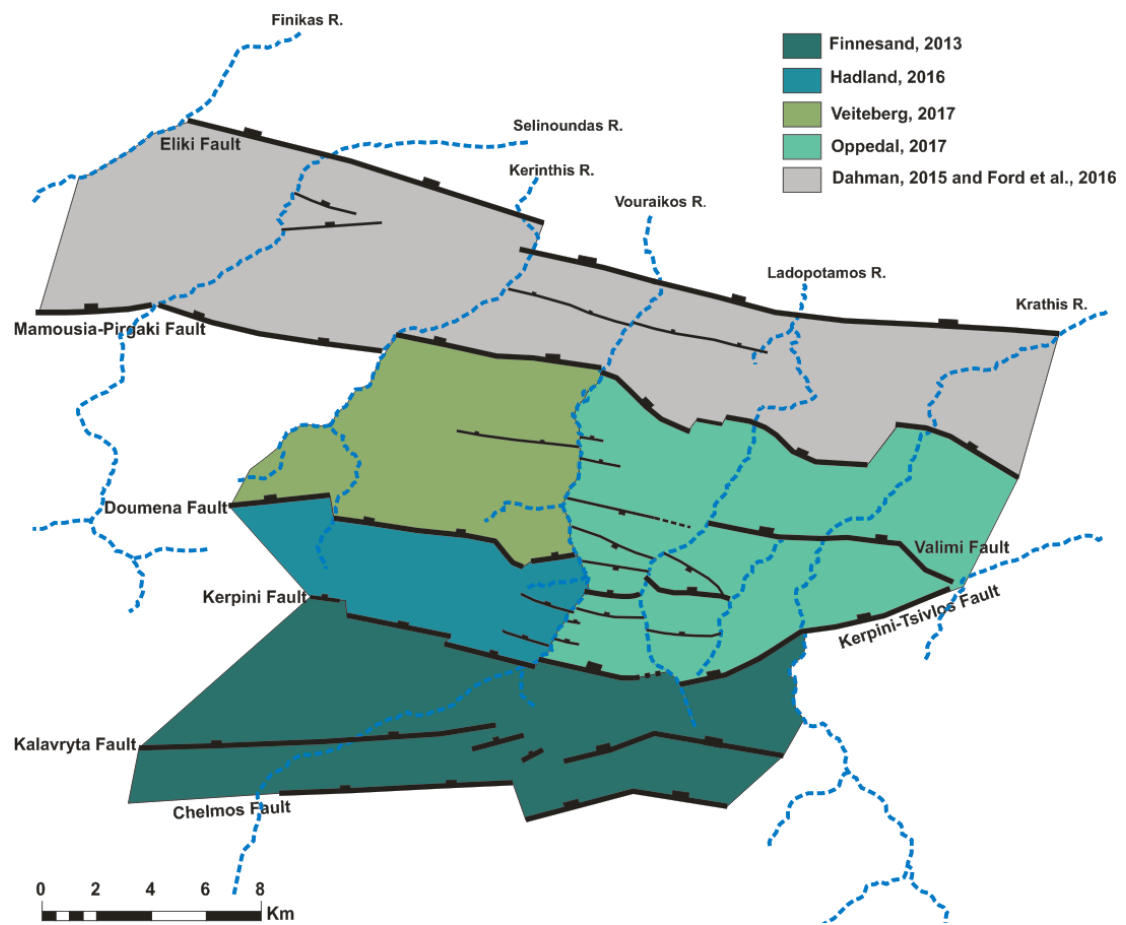 Finikas R.
Finnesand, 2013
Hadland, 2016
Veiteberg, 2017
Oppedal, 2017
Dahman, 2015 and Ford et al., 2016
Selinoundas R.
Eliki Fault
Kerinthis R.
Vouraikos R.
Ladopotamos R.
Krathis R.
Mamousia-Pirgaki Fault
Doumena Fault
Valimi Fault
Kerpini Fault
Kerpini-Tsivlos Fault
Kalavryta Fault
Chelmos Fault
0 2 4 6 8
Km